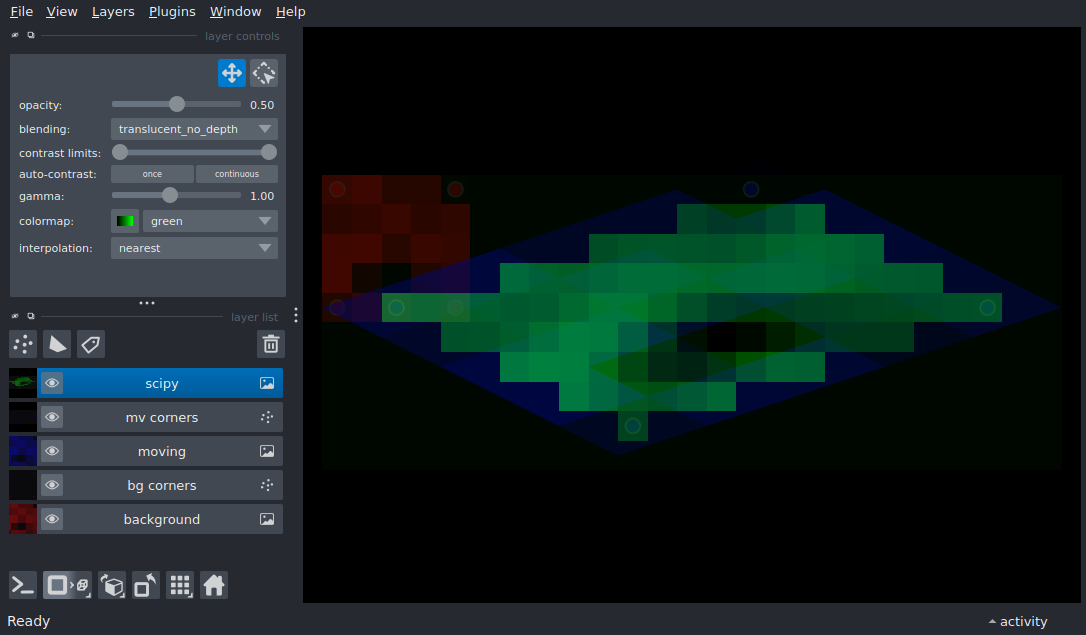 File View Layers Plugins Window Help
layer controls
opacity: 0.50
blending: translucent_no_depth
contrast limits:
auto-contrast: once continuous
gamma: 1.00
colormap: green
interpolation: nearest
layer list
scipy
mv corners
moving
bg corners
background
Ready
activity